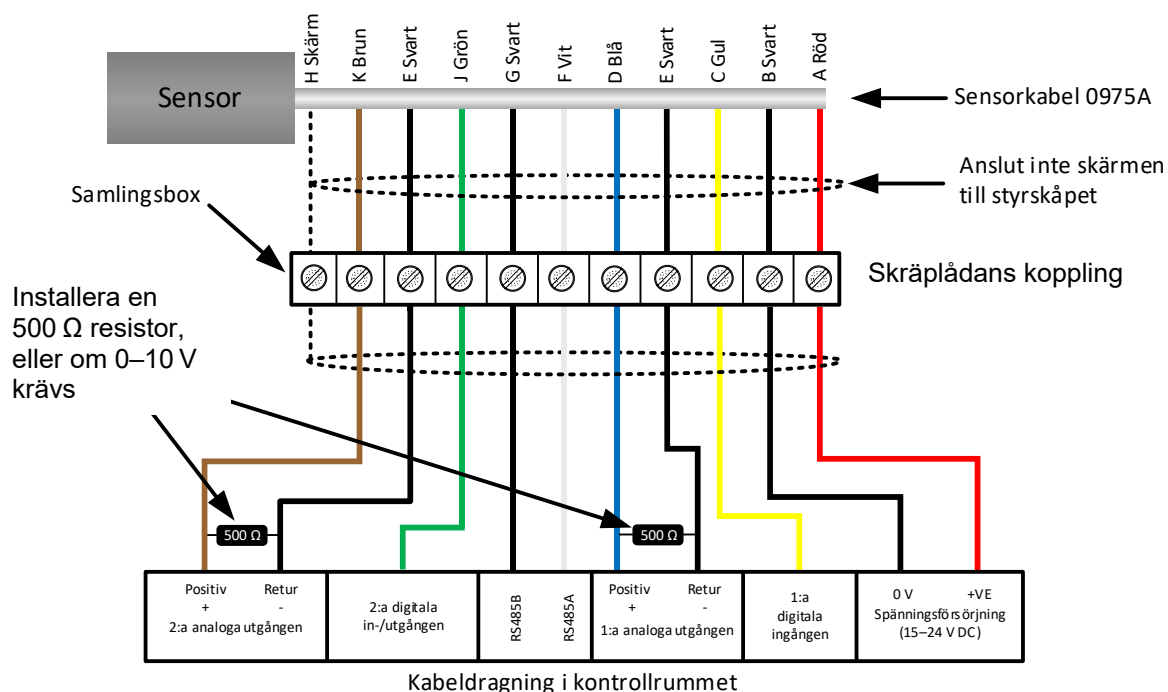 H Skärm
K Brun
E Svart
J Grön
G Svart
F Vit
D Blå
E Svart
C Gul
B Svart
A Röd
Sensor
Sensorkabel 0975A
Anslut inte skärmen
till styrskåpet
Samlingsbox
Skräplådans koppling
Installera en
500 Ω resistor,
eller om 0–10 V
krävs
500 Ω
500 Ω
Positiv
+
Retur
-
2:a analoga utgången
2:a digitala
in-/utgången
RS485B
RS485A
Positiv
+
Retur
-
1:a analoga utgången
1:a
digitala
ingången
0 V
+VE
Spänningsförsörjning
(15–24 V DC)
Kabeldragning i kontrollrummet